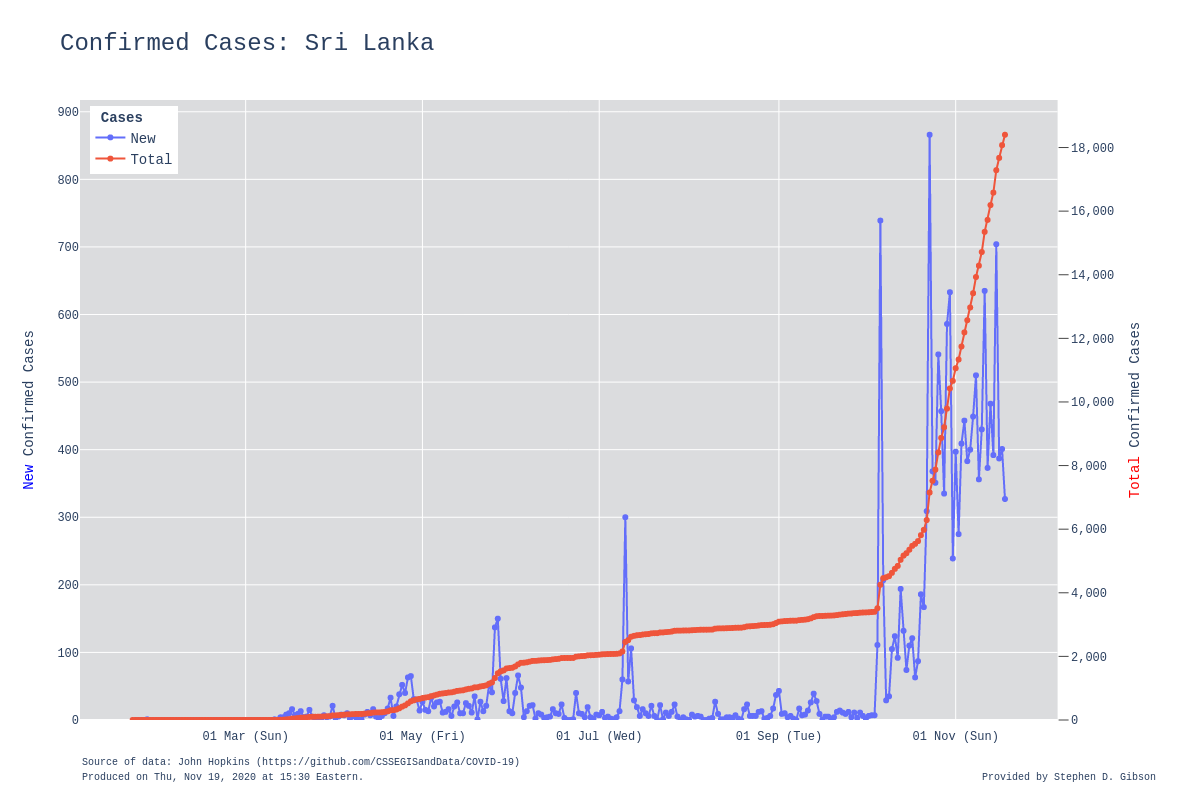 Confirmed Cases: Sri Lanka
Cases
New
Total
900
800
700
600
500
400
300
200
100
0
New Confirmed Cases
18,000
16,000
14,000
12,000
10,000
8,000
6,000
4,000
2,000
0
Total Confirmed Cases
01 Mar (Sun)
01 May (Fri)
01 Jul (Wed)
01 Sep (Tue)
01 Nov (Sun)
Source of data: John Hopkins (https://github.com/CSSEGISandData/COVID-19)
Produced on Thu, Nov 19, 2020 at 15:30 Eastern.
Provided by Stephen D. Gibson